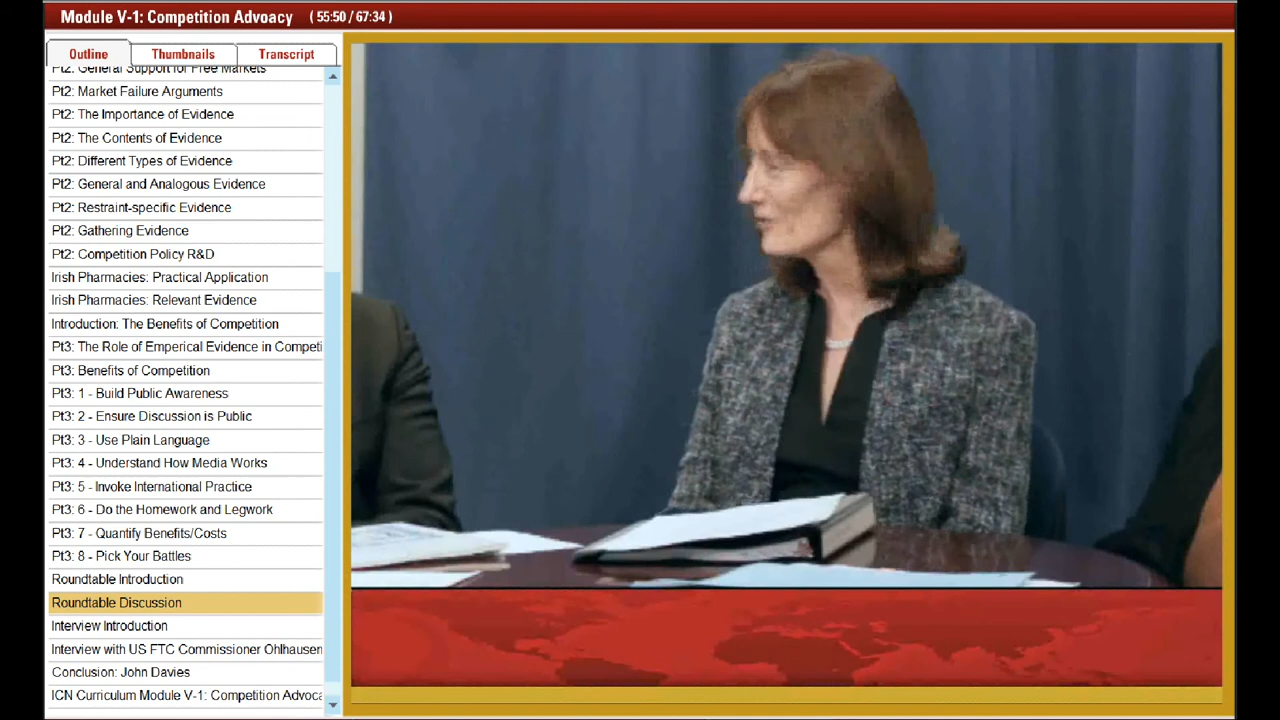 Module V-1: Competition Advoacy ( 55:50 / 67:34 )
Outline Thumbnails Transcript
Pt2: General Support for Free Markets
Pt2: Market Failure Arguments
Pt2: The Importance of Evidence
Pt2: The Contents of Evidence
Pt2: Different Types of Evidence
Pt2: General and Analogous Evidence
Pt2: Restraint-specific Evidence
Pt2: Gathering Evidence
Pt2: Competition Policy R&D
Irish Pharmacies: Practical Application
Irish Pharmacies: Relevant Evidence
Introduction: The Benefits of Competition
Pt3: The Role of Emperical Evidence in Competi
Pt3: Benefits of Competition
Pt3: 1 - Build Public Awareness
Pt3: 2 - Ensure Discussion is Public
Pt3: 3 - Use Plain Language
Pt3: 4 - Understand How Media Works
Pt3: 5 - Invoke International Practice
Pt3: 6 - Do the Homework and Legwork
Pt3: 7 - Quantify Benefits/Costs
Pt3: 8 - Pick Your Battles
Roundtable Introduction
Roundtable Discussion
Interview Introduction
Interview with US FTC Commissioner Ohlhausen
Conclusion: John Davies
ICN Curriculum Module V-1: Competition Advoca